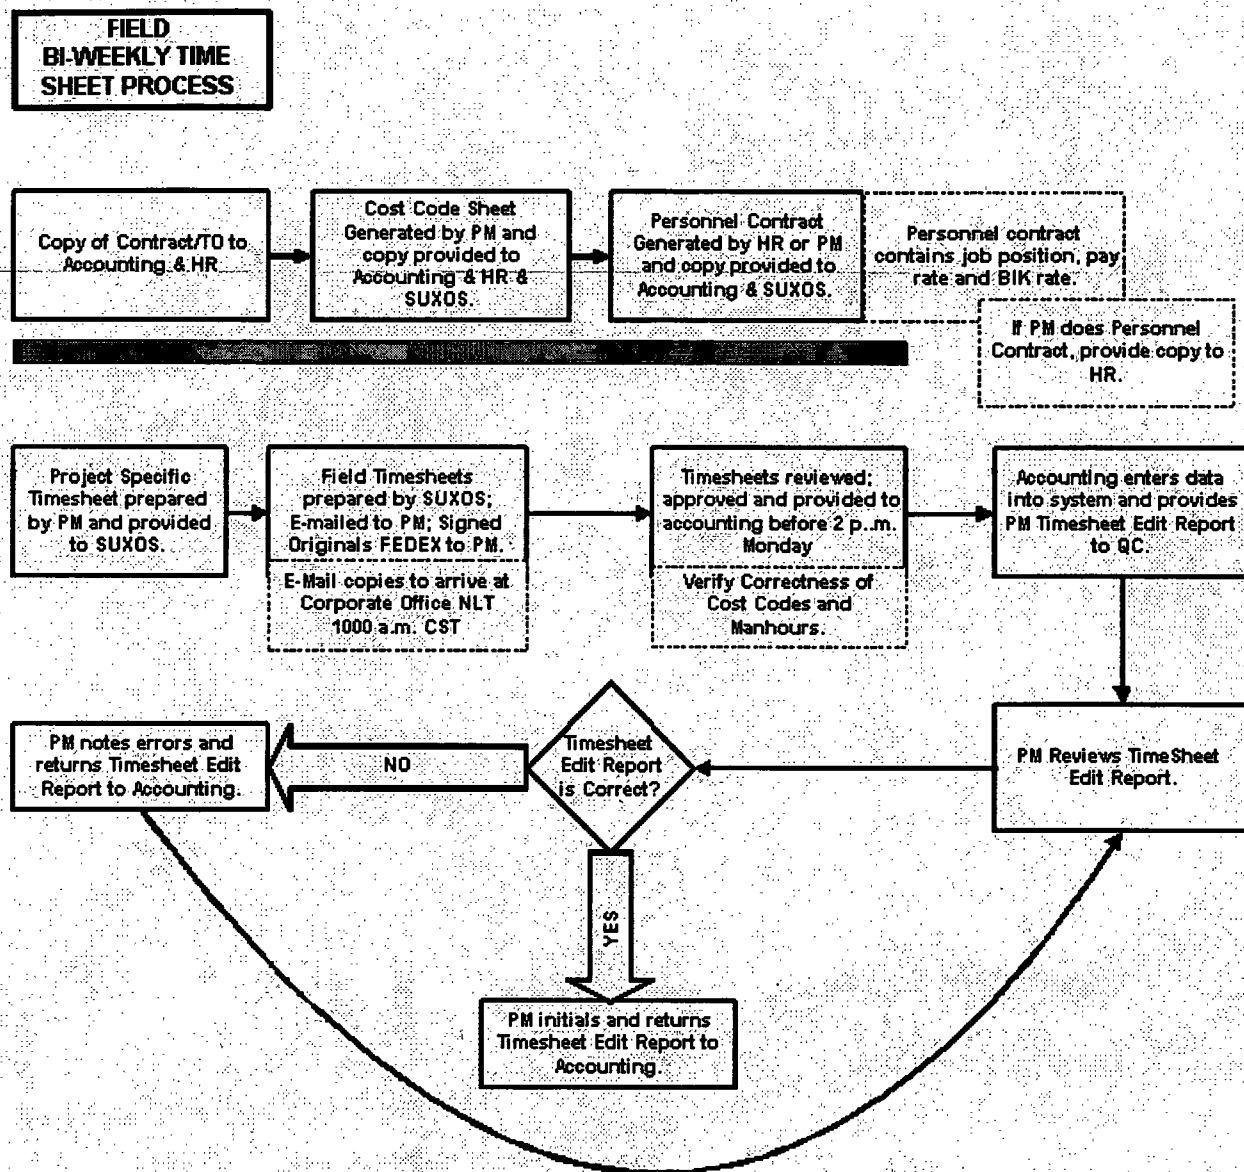 FIELD
BI-WEEKLY TIME
SHEET PROCESS
Copy of Contract/TO to
Accounting & HR
Cost Code Sheet
Generated by PM and
copy provided to
Accounting & HR &
SUXOS.
Personnel Contract
Generated by HR or PM
and copy provided to
Accounting & SUXOS.
Personnel contract
contains job position, pay
rate and BIK rate.
If PM does Personnel
Contract, provide copy to
HR.
Project Specific
Timesheet prepared
by PM and provided
to SUXOS.
Field Timesheets
prepared by SUXOS;
E-mailed to PM; Signed
Originals FEDEX to PM.
E-Mail copies to arrive at
Corporate Office NLT
1000 a.m. CST
Timesheets reviewed;
approved and provided to
accounting before 2 p..m.
Monday
Verify Correctness of
Cost Codes and
Manhours.
Accounting enters data
into system and provides
PM Timesheet Edit Report
to QC.
PM notes errors and
returns Timesheet Edit
Report to Accounting.
NO
Timesheet
Edit Report
is Correct?
PM Reviews TimeSheet
Edit Report.
YES
PM initials and returns
Timesheet Edit Report to
Accounting.